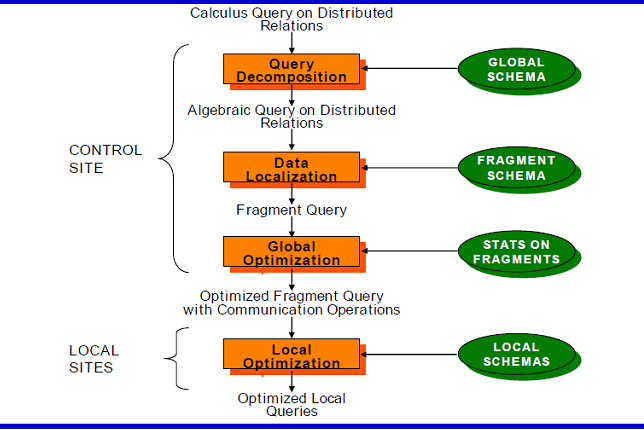 Calculus Query on Distributed
Relations
Query
Decomposition
GLOBAL
SCHEMA
Algebraic Query on Distributed
Relations
CONTROL
SITE
Data
Localization
FRAGMENT
SCHEMA
Fragment Query
Global
Optimization
STATS ON
FRAGMENTS
Optimized Fragment Query
with Communication Operations
LOCAL
SITES
Local
Optimization
LOCAL
SCHEMAS
Optimized Local
Queries